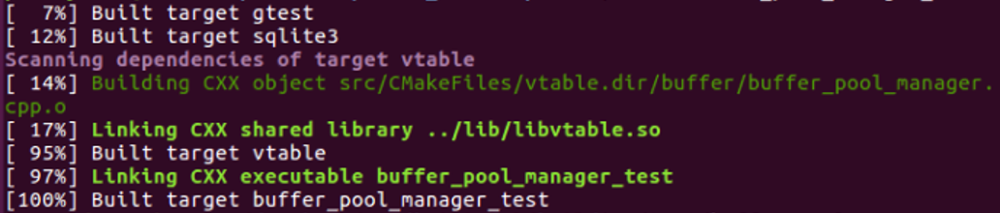 [  7%] Built target gtest
[ 12%] Built target sqlite3
Scanning dependencies of target vtable
[ 14%] Building CXX object src/CMakeFiles/vtable.dir/buffer/buffer_pool_manager.
cpp.o
[ 17%] Linking CXX shared library ../lib/libvtable.so
[ 95%] Built target vtable
[ 97%] Linking CXX executable buffer_pool_manager_test
[100%] Built target buffer_pool_manager_test